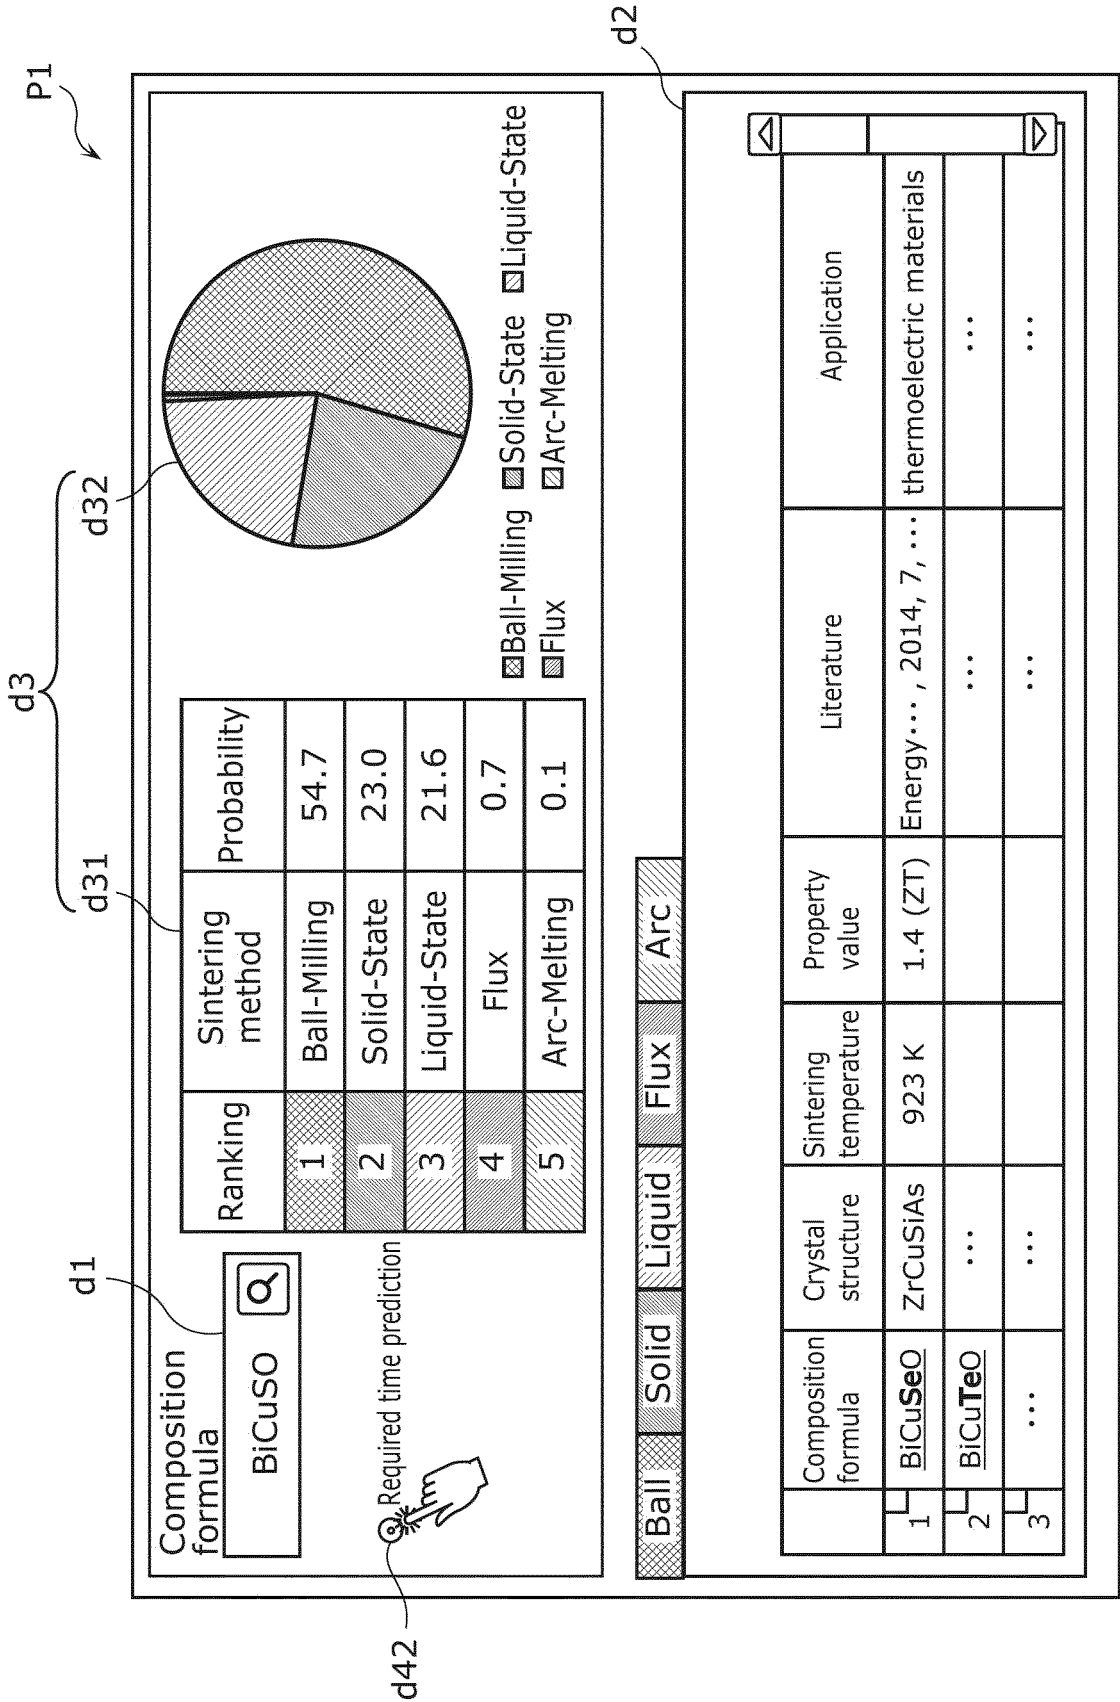 P1
d3
d1
d31
d32
Composition
formula
BiCuSO
Ranking
Sintering
method
Probability
1
Ball-Milling
54.7
2
Solid-State
23.0
3
Liquid-State
21.6
4
Flux
0.7
5
Arc-Melting
0.1
Required time prediction
d42
Ball-Milling
Solid-State
Liquid-State
Flux
Arc-Melting
d2
Ball
Solid
Liquid
Flux
Arc
Composition
formula
Crystal
structure
Sintering
temperature
Property
value
Literature
Application
1
BiCuSeO
ZrCuSiAs
923 K
1.4 (ZT)
Energy··· , 2014, 7, ···
thermoelectric materials
2
BiCuTeO
···
···
···
3
···
···
···
···